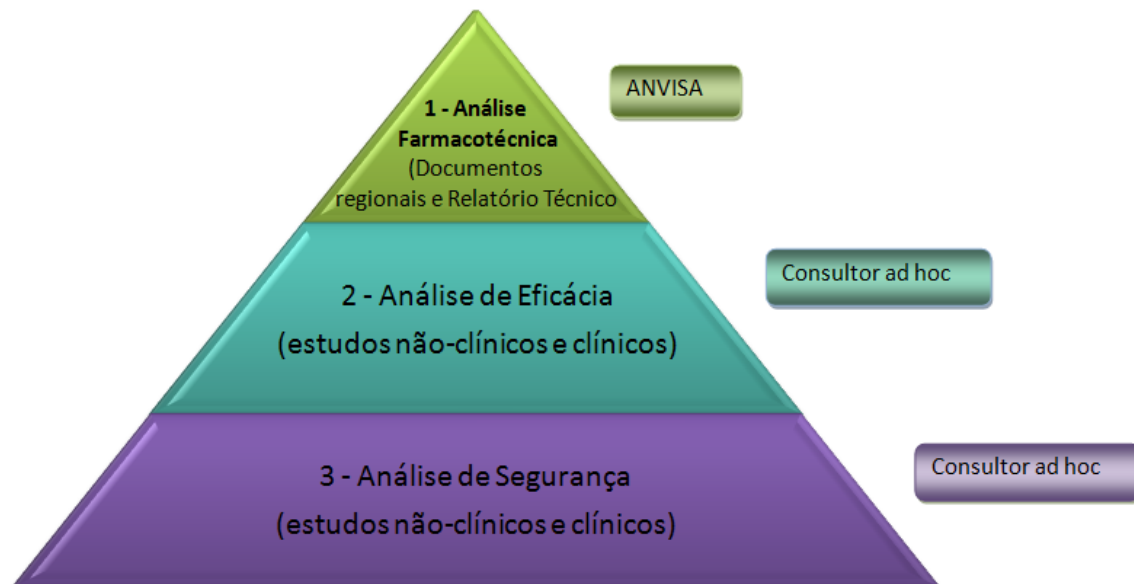 1 - Análise
Farmacotécnica
(Documentos
regionais e Relatório Técnico
ANVISA
2 - Análise de Eficácia
(estudos não-clínicos e clínicos)
Consultor ad hoc
3 - Análise de Segurança
(estudos não-clínicos e clínicos)
Consultor ad hoc